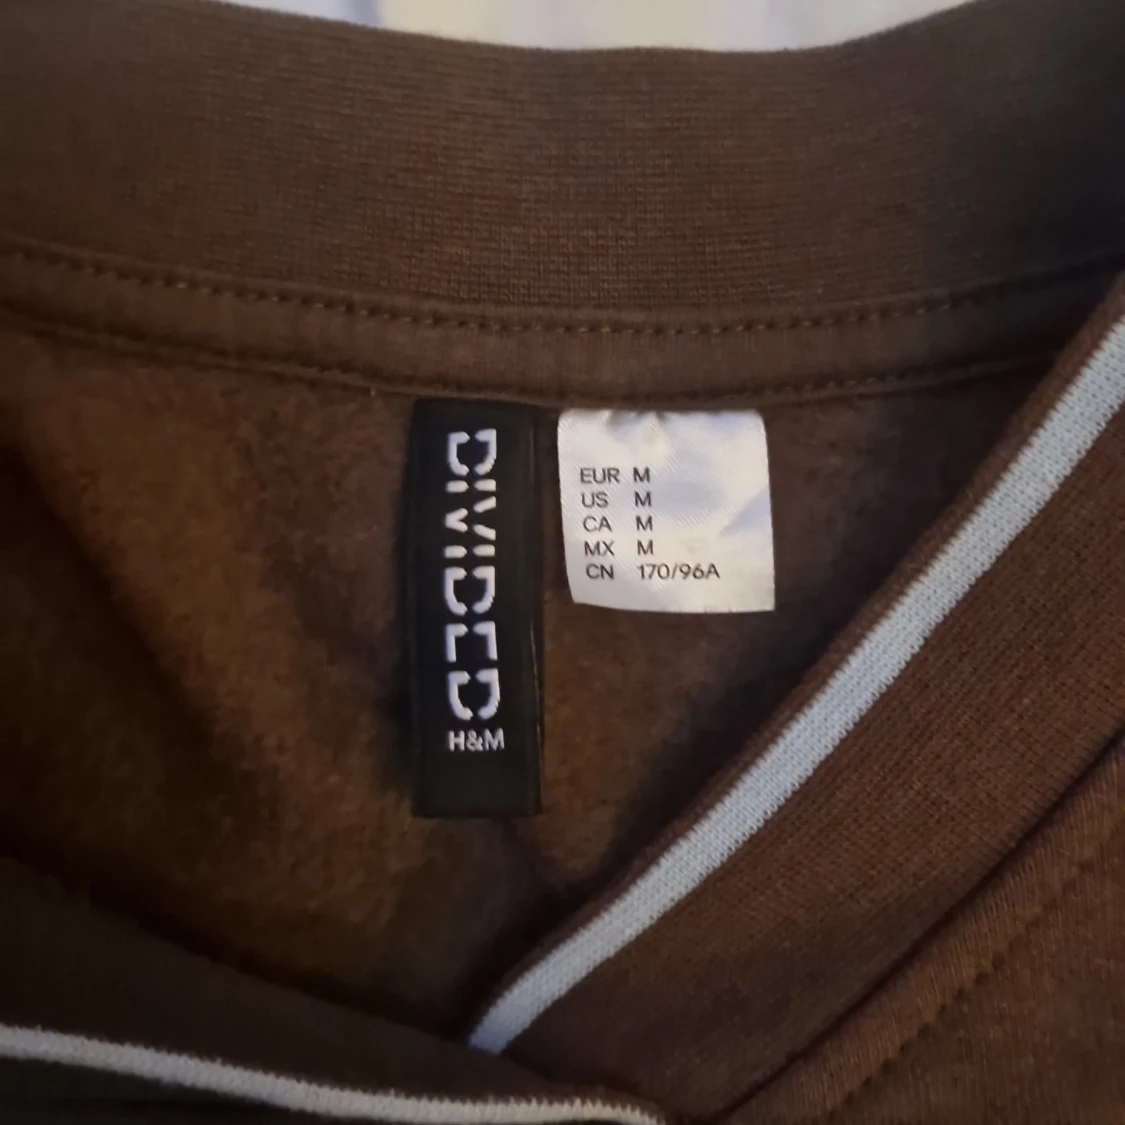 DIVIDED
H&M
EUR M
US M
CA M
MX M
CN 170/96A